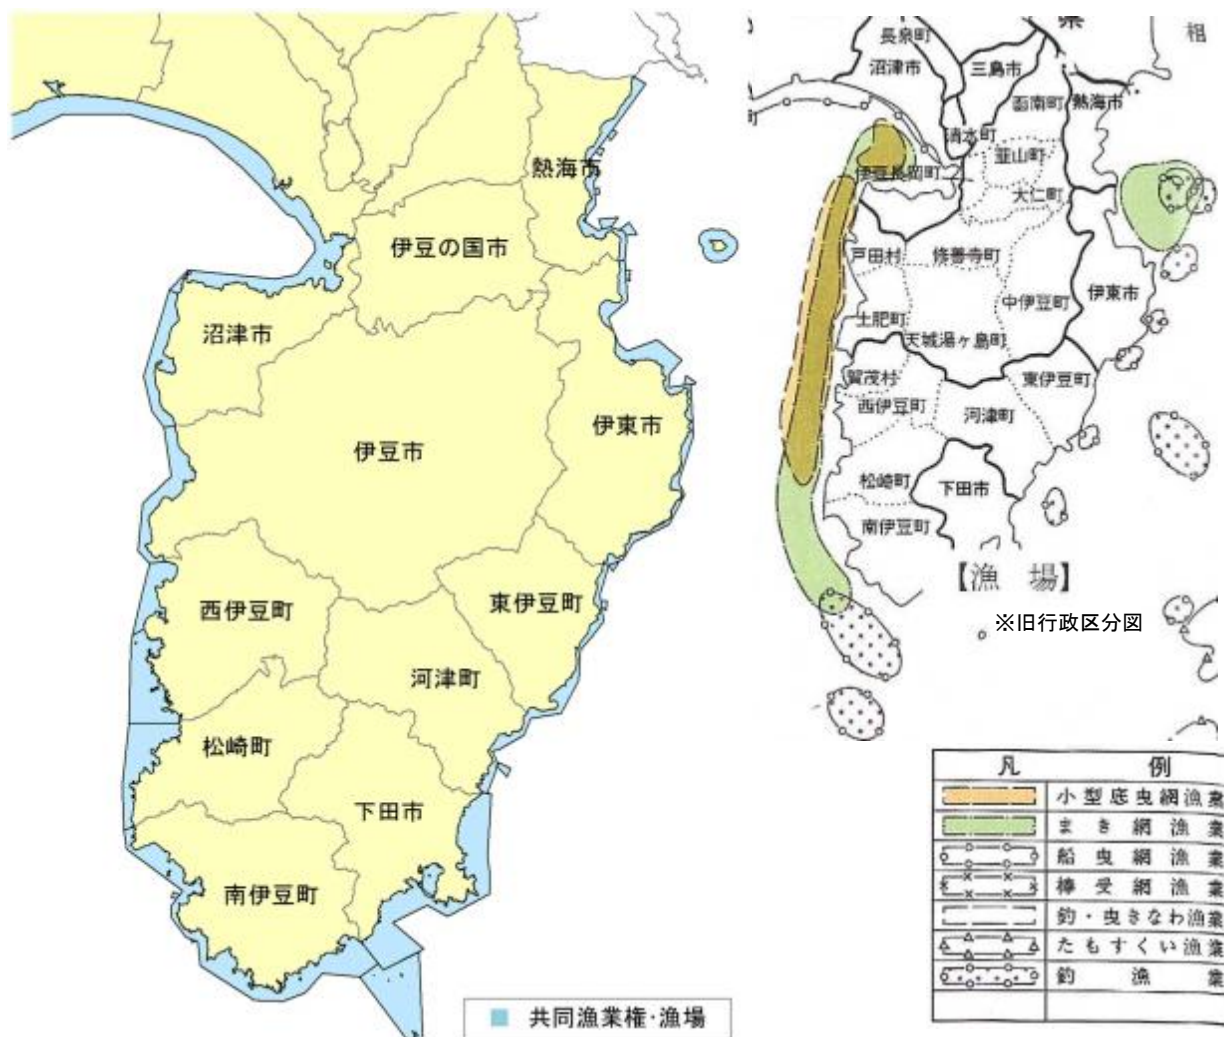 熱海市
伊豆の国市
沼津市
伊東市
伊豆市
西伊豆町
東伊豆町
河津町
松崎町
下田市
南伊豆町
共同漁業権・漁場
県
相
長泉町
沼津市
三島市
函南町
熱海市
清水町
韮山町
伊豆長岡町
大仁町
戸田村
修善寺町
中伊豆町
伊東市
土肥町
天城湯ヶ島町
賀茂村
東伊豆町
西伊豆町
河津町
松崎町
下田市
南伊豆町
【漁 場】
※旧行政区分図
凡 例
小型底曳網漁業
まき網漁業
船曳網漁業
棒受網漁業
釣・曳きなわ漁業
たもすくい漁業
釣漁業